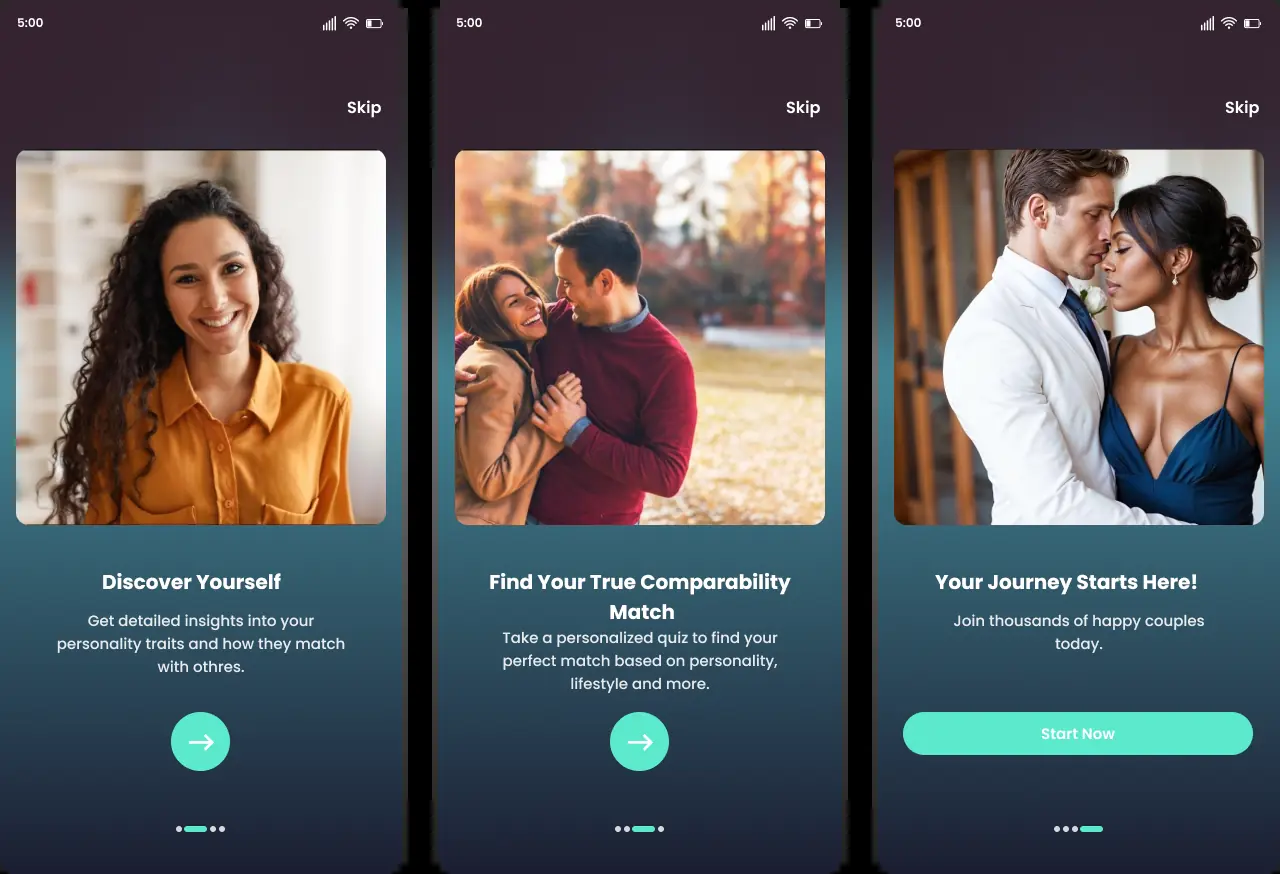 5:00
Skip
Discover Yourself
Get detailed insights into your
personality traits and how they match
with othres.
5:00
Skip
Find Your True Comparability
Match
Take a personalized quiz to find your
perfect match based on personality,
lifestyle and more.
5:00
Skip
Your Journey Starts Here!
Join thousands of happy couples
today.
Start Now